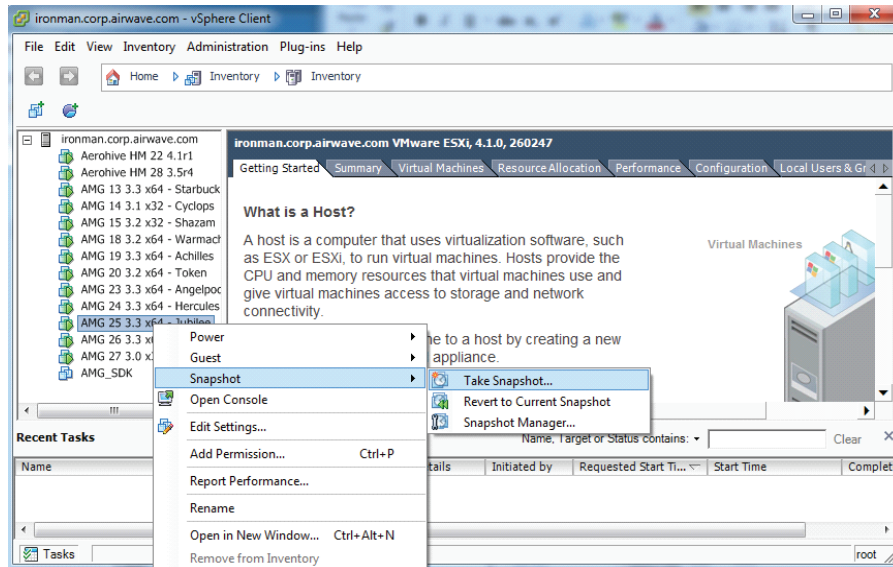 ironman.corp.airwave.com - vSphere Client
File Edit View Inventory Administration Plug-ins Help
Home Inventory Inventory
ironman.corp.airwave.com
Aerohive HM 22 4.1r1
Aerohive HM 28 3.5r4
AMG 13 3.3 x64 - Starbuck
AMG 14 3.1 x32 - Cyclops
AMG 15 3.2 x32 - Shazam
AMG 18 3.2 x64 - Warmach
AMG 19 3.3 x64 - Achilles
AMG 20 3.2 x64 - Token
AMG 23 3.3 x64 - Angelpoc
AMG 24 3.3 x64 - Hercules
AMG 25 3.3 x64 - Jubilee
AMG 26 3.3
AMG 27 3.0
AMG_SDK
ironman.corp.airwave.com VMware ESXi, 4.1.0, 260247
Getting Started Summary Virtual Machines Resource Allocation Performance Configuration Local Users & Gr
What is a Host?
A host is a computer that uses virtualization software, such
as ESX or ESXi, to run virtual machines. Hosts provide the
CPU and memory resources that virtual machines use and
give virtual machines access to storage and network
connectivity.
to a host by creating a new
appliance.
Virtual Machines
Power
Guest
Snapshot
Open Console
Edit Settings...
Add Permission... Ctrl+P
Report Performance...
Rename
Open in New Window... Ctrl+Alt+N
Remove from Inventory
Take Snapshot...
Revert to Current Snapshot
Snapshot Manager...
Recent Tasks
Name, Target or Status contains: Clear
Name tails Initiated by Requested Start Ti... Start Time Complet
Tasks
root